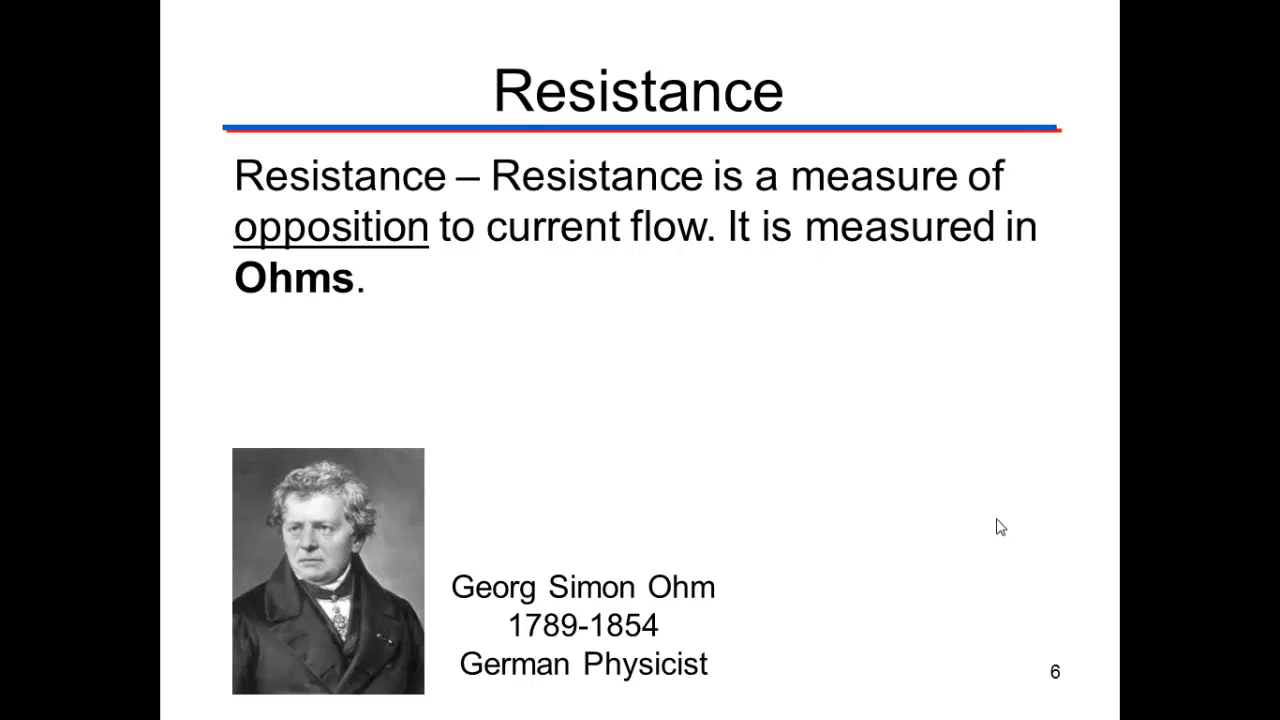 Resistance
Resistance – Resistance is a measure of
opposition to current flow. It is measured in
Ohms.
Georg Simon Ohm
1789-1854
German Physicist
6